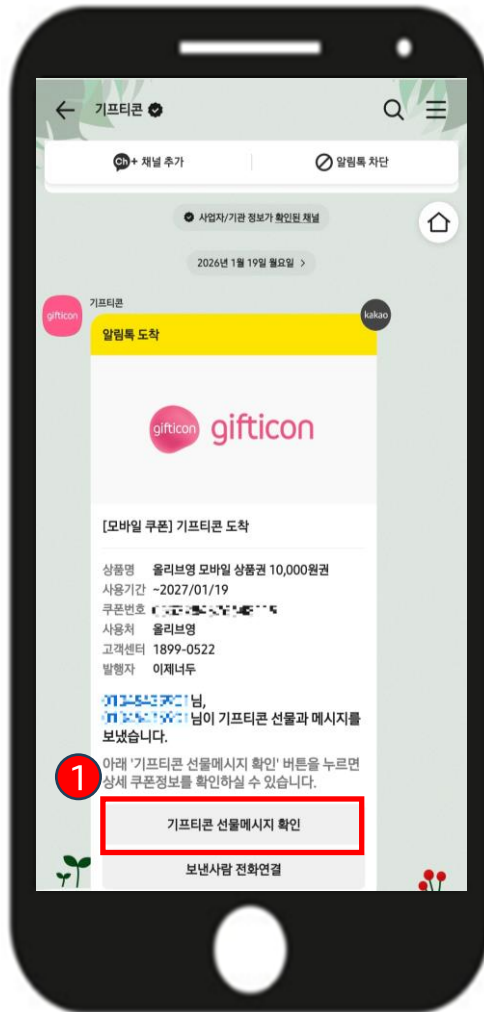 기프티콘
Ch+ 채널 추가
알림톡 차단
사업자/기관 정보가 확인된 채널
2026년 1월 19일 월요일 >
gifticon
기프티콘
kakao
알림톡 도착
gifticon gifticon
[모바일 쿠폰] 기프티콘 도착
상품명 올리브영 모바일 상품권 10,000원권
사용기간 ~2027/01/19
쿠폰번호
사용처 올리브영
고객센터 1899-0522
발행자 이제너두
님,
님이 기프티콘 선물과 메시지를
보냈습니다.
아래 '기프티콘 선물메시지 확인' 버튼을 누르면
1 상세 쿠폰정보를 확인하실 수 있습니다.
기프티콘 선물메시지 확인
보낸사람 전화연결